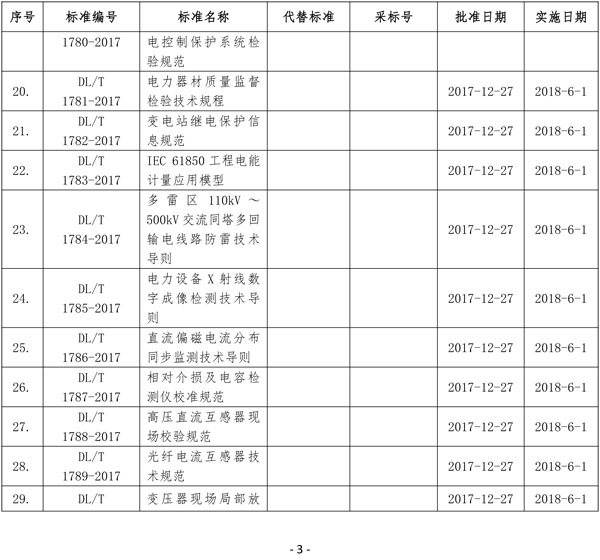 序号 标准编号 标准名称 代替标准 采标号 批准日期 实施日期
1780-2017 电控制保护系统检
验规范
20. DL/T 1781-2017 电力器材质量监督 2017-12-27 2018-6-1
检验技术规程
21. DL/T 1782-2017 变电站继电保护信 2017-12-27 2018-6-1
息规范
22. DL/T 1783-2017 IEC 61850 工程电能 2017-12-27 2018-6-1
计量应用模型
23. DL/T 1784-2017 多雷区 110kV～ 2017-12-27 2018-6-1
500kV 交流同塔多回
输电线路防雷技术
导则
24. DL/T 1785-2017 电力设备 X 射线数 2017-12-27 2018-6-1
字成像检测技术导
则
25. DL/T 1786-2017 直流偏磁电流分布 2017-12-27 2018-6-1
同步监测技术导则
26. DL/T 1787-2017 相对介损及电容检 2017-12-27 2018-6-1
测仪校准规范
27. DL/T 1788-2017 高压直流互感器现 2017-12-27 2018-6-1
场校验规范
28. DL/T 1789-2017 光纤电流互感器技 2017-12-27 2018-6-1
术规范
29. DL/T 变压器现场局部放 2017-12-27 2018-6-1
- 3 -